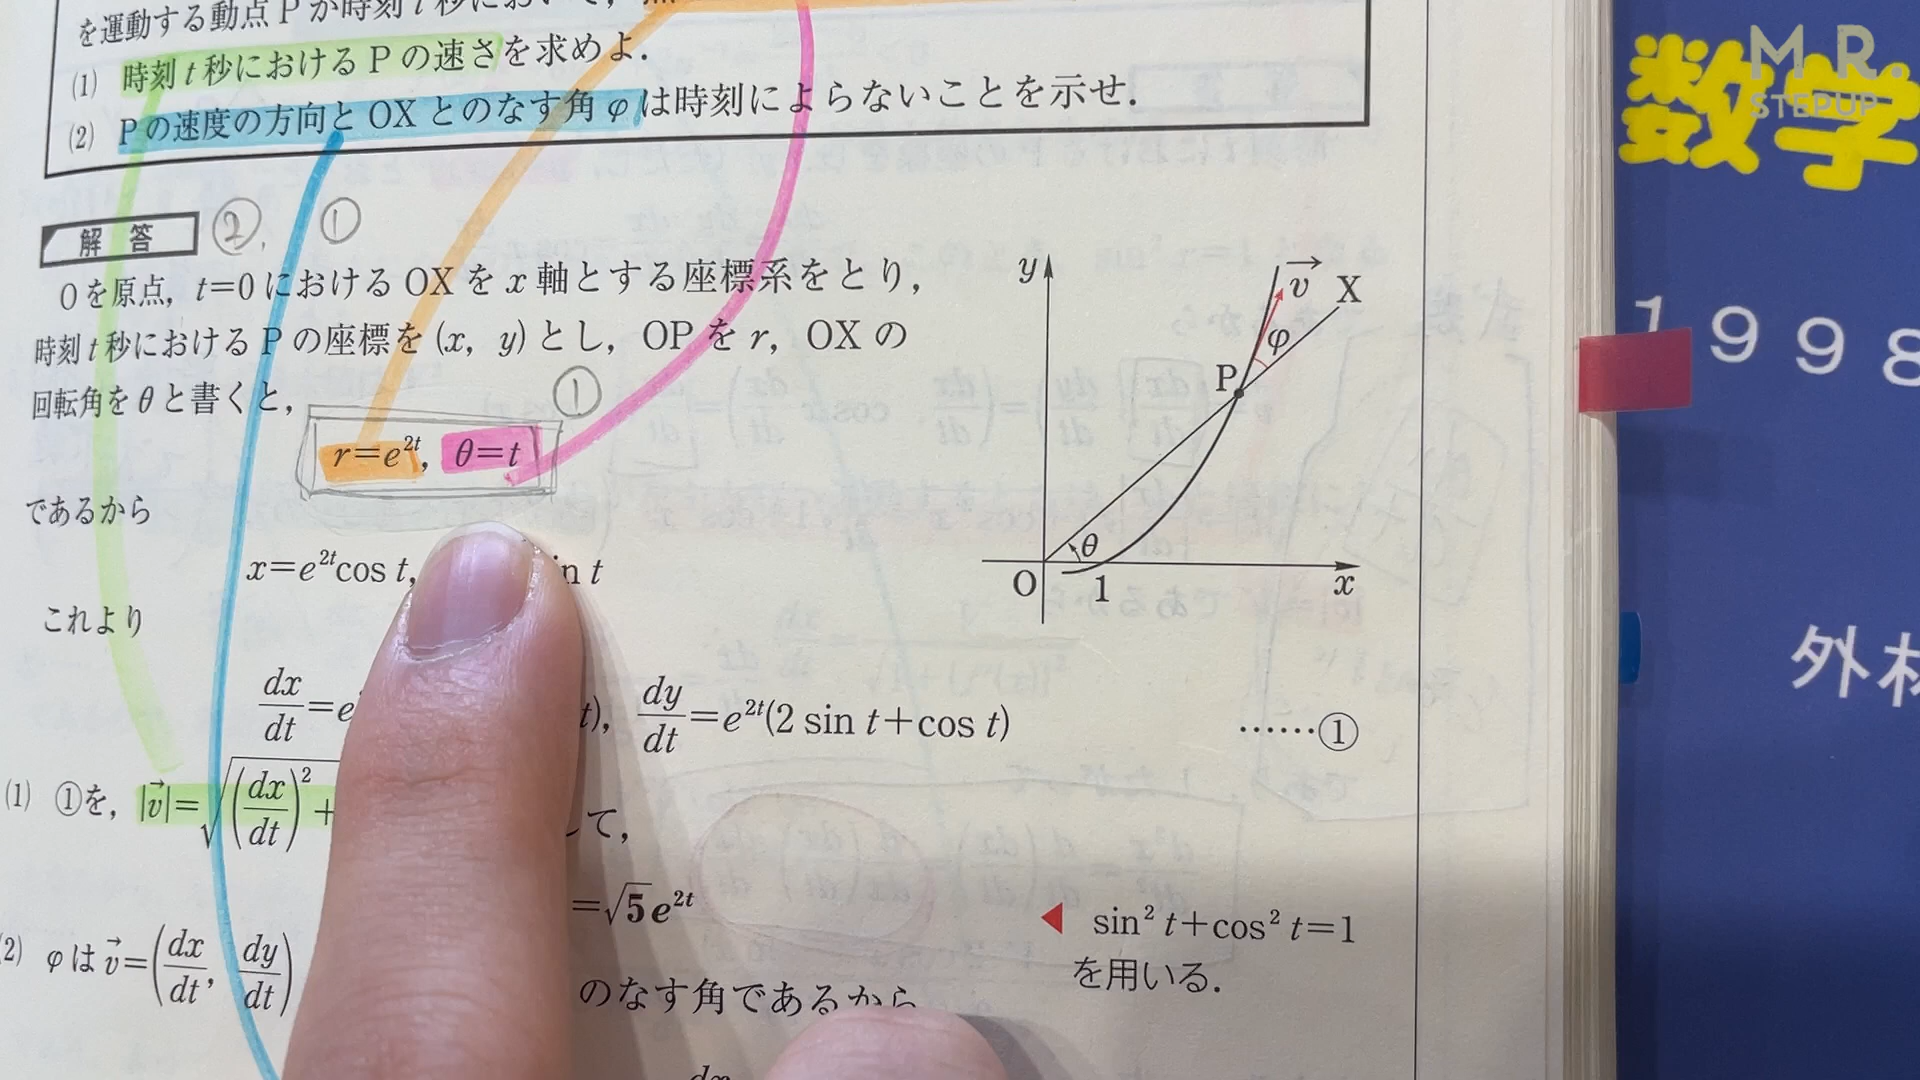 を運動する動点Pが時刻t秒において,
(1) 時刻t秒におけるPの速さを求めよ.
(2) Pの速度の方向とOXとのなす角φは時刻によらないことを示せ.
解 答 ②, ①
Oを原点, t=0におけるOXをx軸とする座標系をとり,
時刻t秒におけるPの座標を(x, y)とし, OPをr, OXの
回転角をθと書くと, ①
r=e^{2t}, θ=t
であるから
x=e^{2t}cos t, in t
これより
dx/dt=e t), dy/dt=e^{2t}(2 sin t+cos t) ……①
(1) ①を, |v→|=√((dx/dt)^2+ て,
=√5e^{2t}
◀ sin² t+cos² t=1
を用いる.
(2) φはv→=(dx/dt, dy/dt) のなす角であるから
dx
y
v→
X
φ
P
θ
O
1
x
MR.
STEPUP
数学
1998
外林